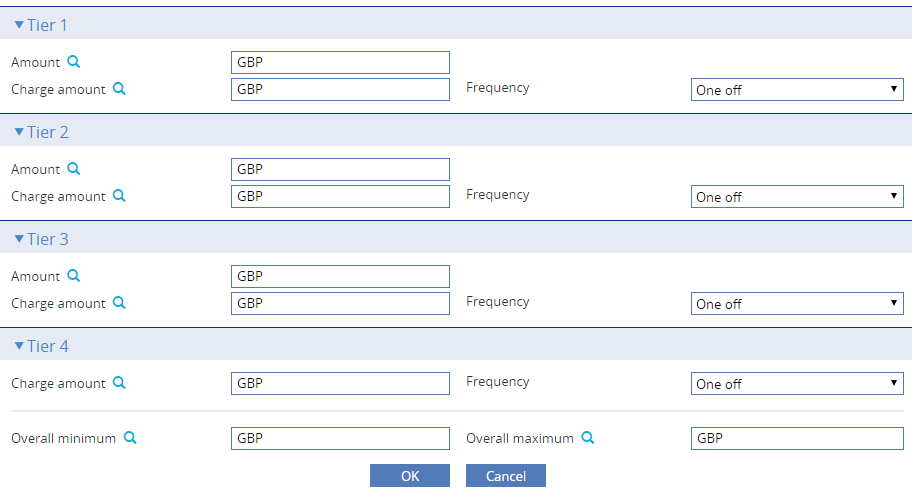 Tier 1
Amount GBP
Charge amount GBP Frequency One off
Tier 2
Amount GBP
Charge amount GBP Frequency One off
Tier 3
Amount GBP
Charge amount GBP Frequency One off
Tier 4
Charge amount GBP Frequency One off
Overall minimum GBP Overall maximum GBP
OK Cancel